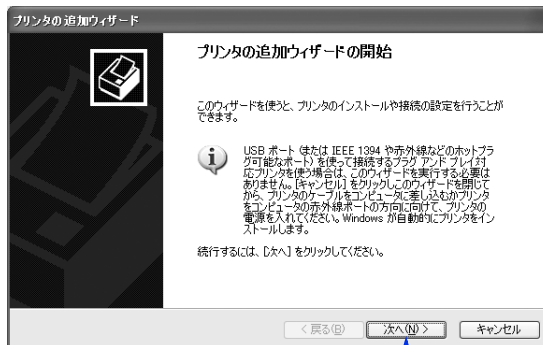 プリンタの追加ウィザード
プリンタの追加ウィザードの開始
このウィザードを使うと、プリンタのインストールや接続の設定を行うことが
できます。
USB ポート (または IEEE 1394 や赤外線などのホットプラ
グ可能なポート) を使って接続するプラグ アンド プレイ対
応プリンタを使う場合は、このウィザードを実行する必要は
ありません。[キャンセル] をクリックしこのウィザードを閉じて
から、プリンタのケーブルをコンピュータに差し込むかプリンタ
をコンピュータの赤外線ポートの方向に向けて、プリンタの
電源を入れてください。Windows が自動的にプリンタをイン
ストールします。
続行するには、[次へ] をクリックしてください。
< 戻る(B) 次へ(N) > キャンセル